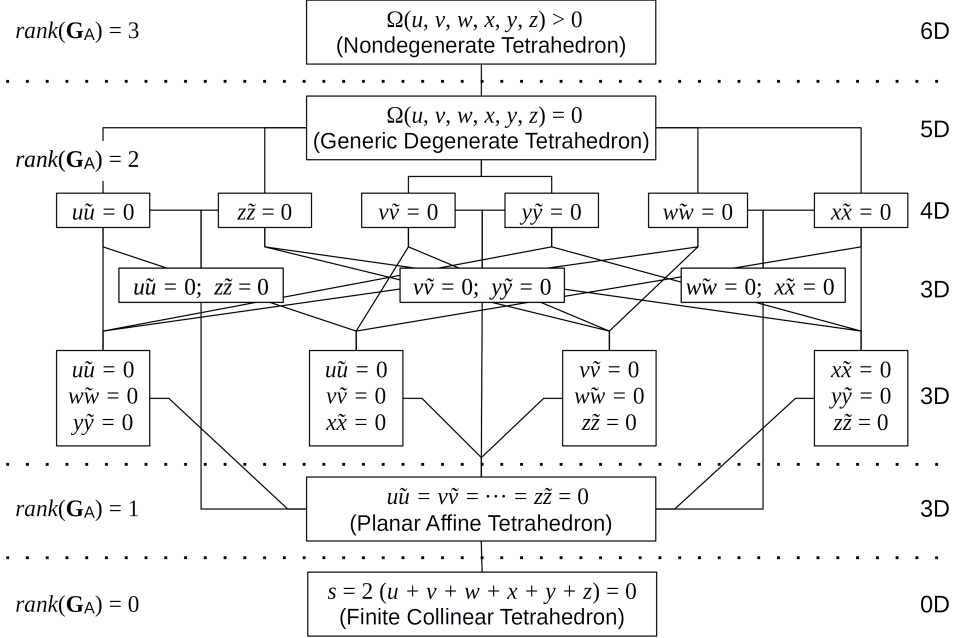 rank(G_A) = 3
Ω(u, v, w, x, y, z) > 0
(Nondegenerate Tetrahedron)
6D
Ω(u, v, w, x, y, z) = 0
(Generic Degenerate Tetrahedron)
5D
rank(G_A) = 2
uũ = 0
zz̃ = 0
vṽ = 0
yỹ = 0
ww̃ = 0
xx̃ = 0
4D
uũ = 0; zz̃ = 0
vṽ = 0; yỹ = 0
ww̃ = 0; xx̃ = 0
3D
uũ = 0
ww̃ = 0
yỹ = 0
uũ = 0
vṽ = 0
xx̃ = 0
vṽ = 0
ww̃ = 0
zz̃ = 0
xx̃ = 0
yỹ = 0
zz̃ = 0
3D
rank(G_A) = 1
uũ = vṽ = ⋯ = zz̃ = 0
(Planar Affine Tetrahedron)
3D
rank(G_A) = 0
s = 2 (u + v + w + x + y + z) = 0
(Finite Collinear Tetrahedron)
0D